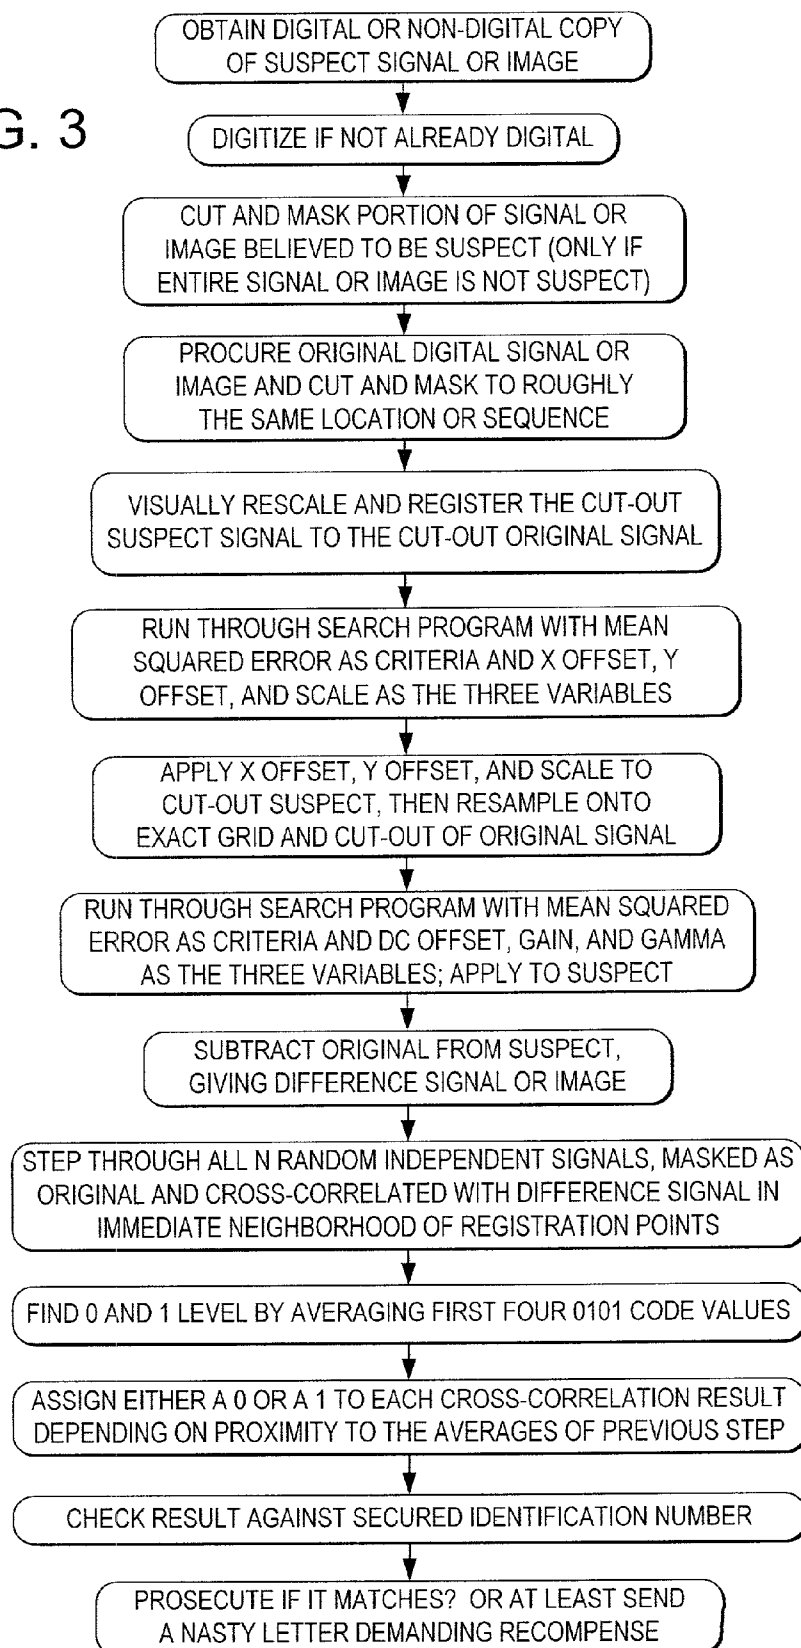 OBTAIN DIGITAL OR NON-DIGITAL COPY
OF SUSPECT SIGNAL OR IMAGE
G. 3
DIGITIZE IF NOT ALREADY DIGITAL
CUT AND MASK PORTION OF SIGNAL OR
IMAGE BELIEVED TO BE SUSPECT (ONLY IF
ENTIRE SIGNAL OR IMAGE IS NOT SUSPECT)
PROCURE ORIGINAL DIGITAL SIGNAL OR
IMAGE AND CUT AND MASK TO ROUGHLY
THE SAME LOCATION OR SEQUENCE
VISUALLY RESCALE AND REGISTER THE CUT-OUT
SUSPECT SIGNAL TO THE CUT-OUT ORIGINAL SIGNAL
RUN THROUGH SEARCH PROGRAM WITH MEAN
SQUARED ERROR AS CRITERIA AND X OFFSET, Y
OFFSET, AND SCALE AS THE THREE VARIABLES
APPLY X OFFSET, Y OFFSET, AND SCALE TO
CUT-OUT SUSPECT, THEN RESAMPLE ONTO
EXACT GRID AND CUT-OUT OF ORIGINAL SIGNAL
RUN THROUGH SEARCH PROGRAM WITH MEAN SQUARED
ERROR AS CRITERIA AND DC OFFSET, GAIN, AND GAMMA
AS THE THREE VARIABLES; APPLY TO SUSPECT
SUBTRACT ORIGINAL FROM SUSPECT,
GIVING DIFFERENCE SIGNAL OR IMAGE
STEP THROUGH ALL N RANDOM INDEPENDENT SIGNALS, MASKED AS
ORIGINAL AND CROSS-CORRELATED WITH DIFFERENCE SIGNAL IN
IMMEDIATE NEIGHBORHOOD OF REGISTRATION POINTS
FIND 0 AND 1 LEVEL BY AVERAGING FIRST FOUR 0101 CODE VALUES
ASSIGN EITHER A 0 OR A 1 TO EACH CROSS-CORRELATION RESULT
DEPENDING ON PROXIMITY TO THE AVERAGES OF PREVIOUS STEP
CHECK RESULT AGAINST SECURED IDENTIFICATION NUMBER
PROSECUTE IF IT MATCHES? OR AT LEAST SEND
A NASTY LETTER DEMANDING RECOMPENSE